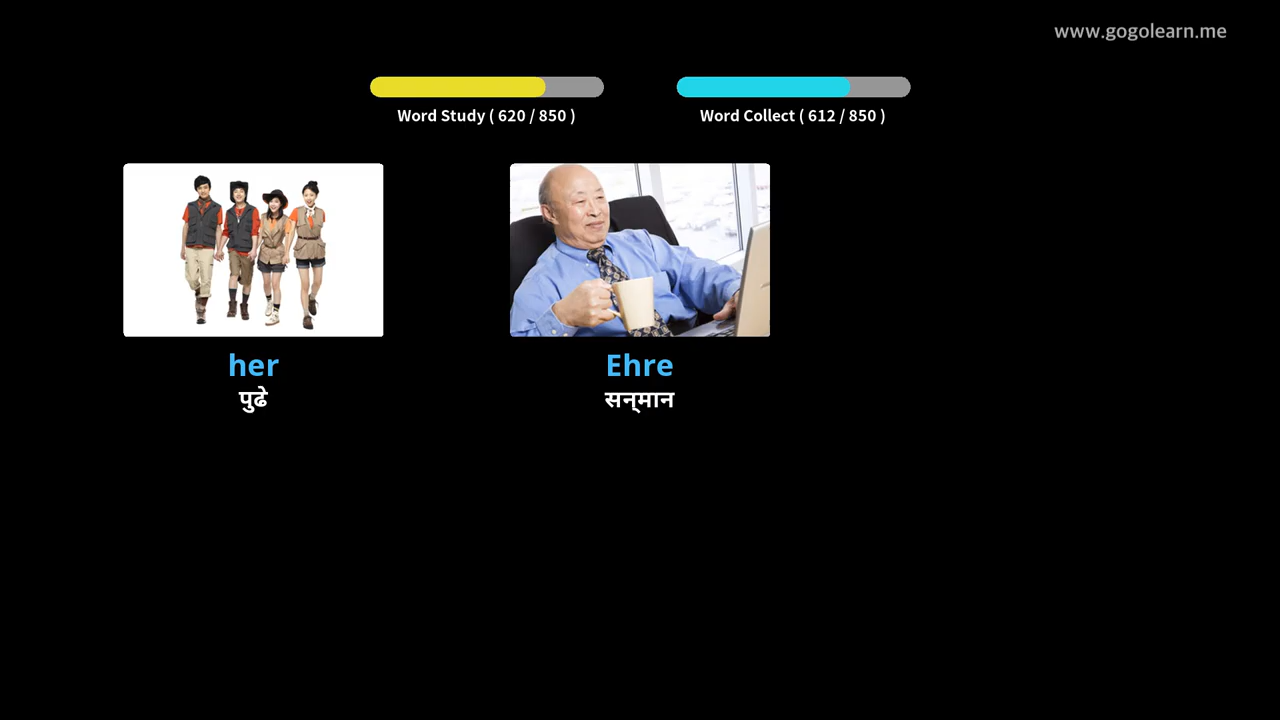 www.gogolearn.me
Word Study ( 620 / 850 )
Word Collect ( 612 / 850 )
her
पुढे
Ehre
सन्‌मान